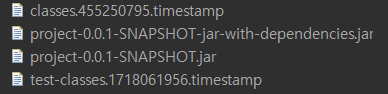 classes.455250795.timestamp
project-0.0.1-SNAPSHOT-jar-with-dependencies.jar
project-0.0.1-SNAPSHOT.jar
test-classes.1718061956.timestamp